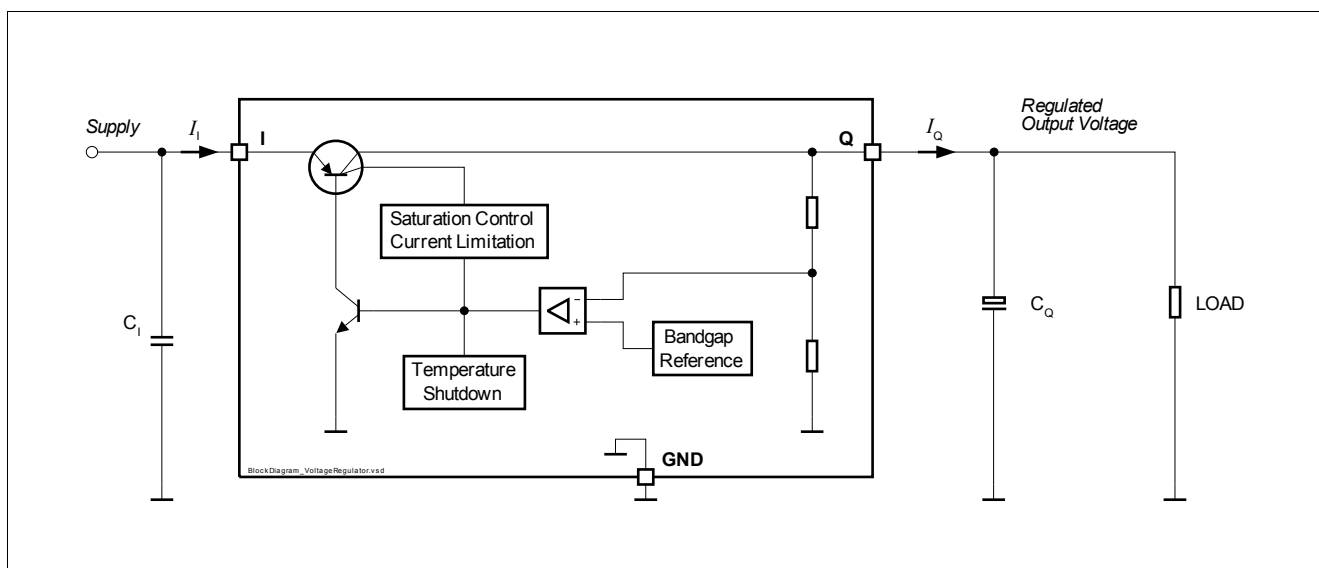 Supply
I_I
I
Q
I_Q
Regulated
Output Voltage
Saturation Control
Current Limitation
C_I
-
+
Bandgap
Reference
Temperature
Shutdown
C_Q
LOAD
GND
BlockDiagram_VoltageRegulator.vsd